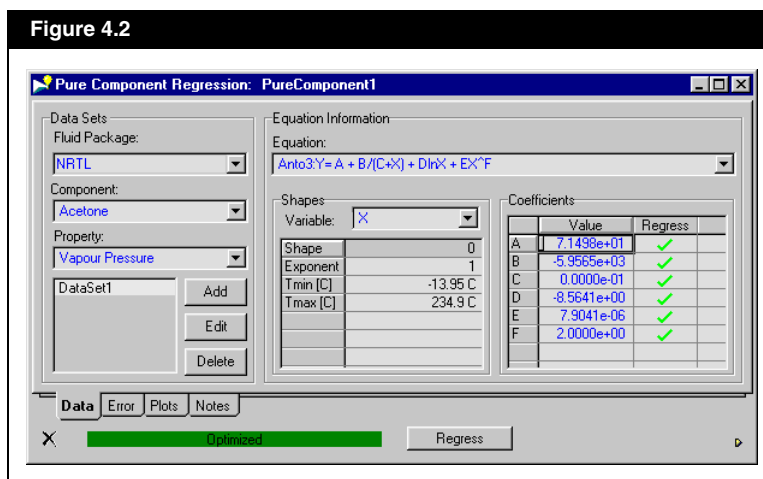 Figure 4.2
Pure Component Regression: PureComponent1
Data Sets
Fluid Package:
NRTL
Component:
Acetone
Property:
Vapour Pressure
DataSet1
Add
Edit
Delete
Equation Information
Equation:
Anto3:Y= A + B/(C+X) + DlnX + EX^F
Shapes
Variable: X
Shape 0
Exponent 1
Tmin [C] -13.95 C
Tmax [C] 234.9 C
Coefficients
Value Regress
A 7.1498e+01
B -5.9565e+03
C 0.0000e-01
D -8.5641e+00
E 7.9041e-06
F 2.0000e+00
Data Error Plots Notes
Optimized
Regress